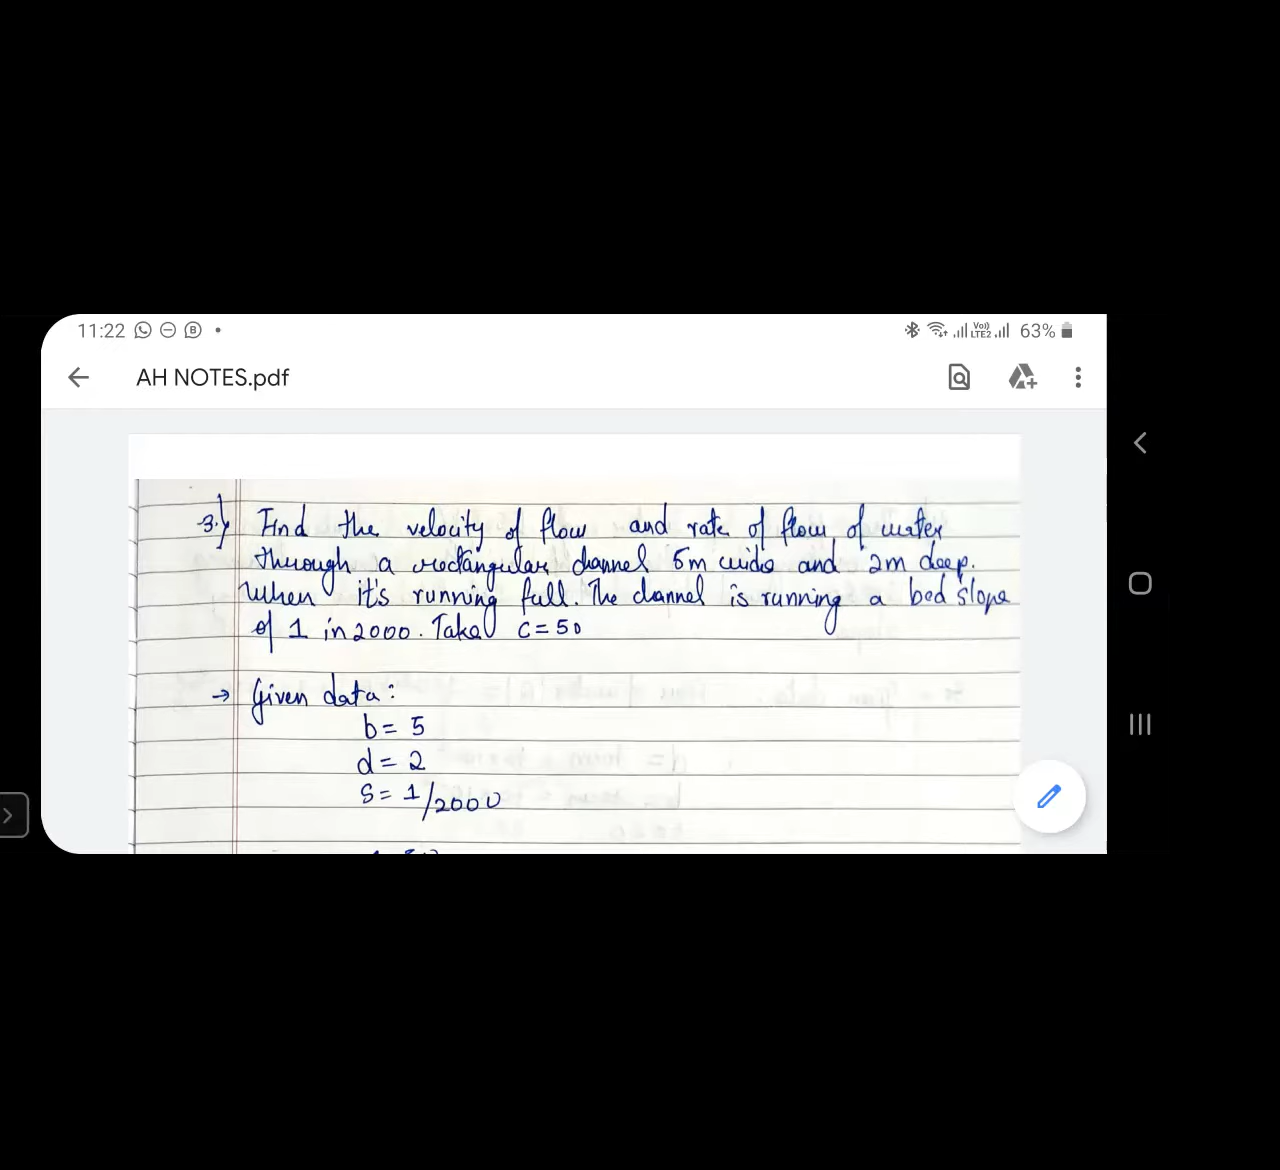 11:22
63%
AH NOTES.pdf
3.) Find the velocity of flow and rate of flow of water
through a rectangular channel 5m wide and 2m deep.
When it's running full. The channel is running a bed slope
of 1 in 2000. Take C = 50
→ Given data:
b = 5
d = 2
S = 1/2000